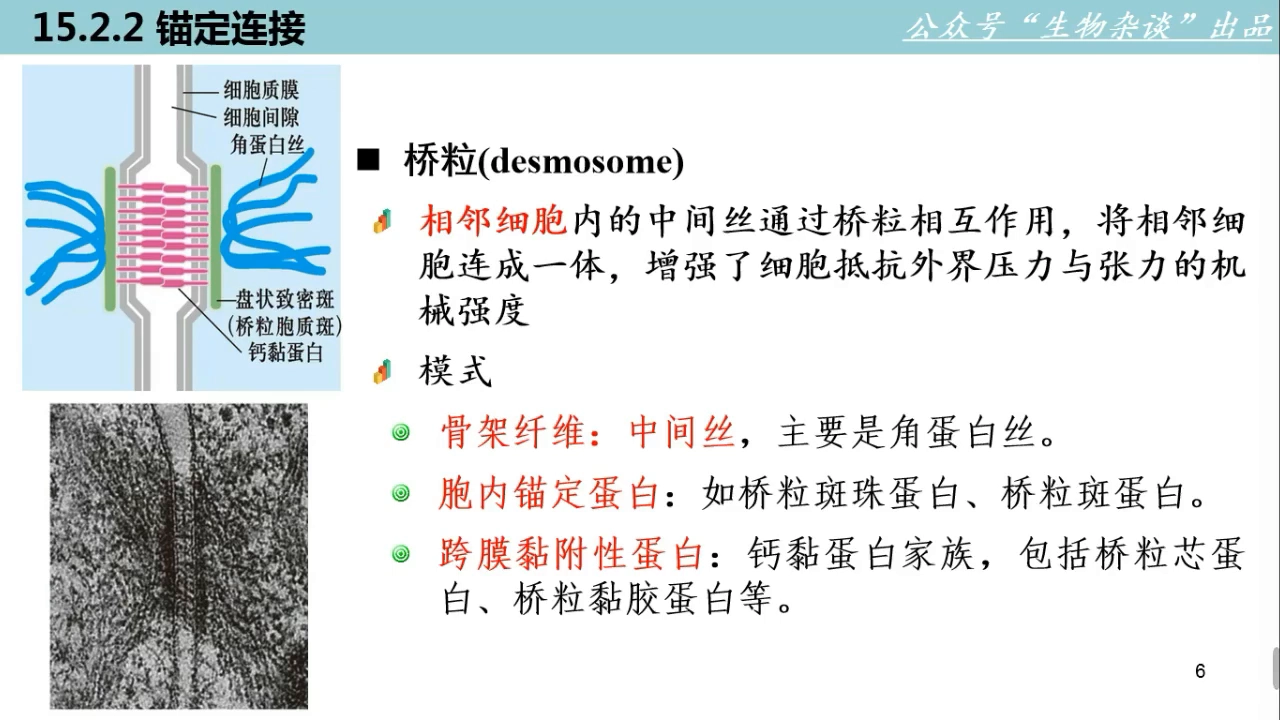 15.2.2 锚定连接
公众号“生物杂谈”出品
细胞质膜
细胞间隙
角蛋白丝
盘状致密斑
(桥粒胞质斑)
钙黏蛋白
桥粒(desmosome)
相邻细胞内的中间丝通过桥粒相互作用，将相邻细
胞连成一体，增强了细胞抵抗外界压力与张力的机
械强度
模式
骨架纤维：中间丝，主要是角蛋白丝。
胞内锚定蛋白：如桥粒斑珠蛋白、桥粒斑蛋白。
跨膜黏附性蛋白：钙黏蛋白家族，包括桥粒芯蛋
白、桥粒黏胶蛋白等。
6